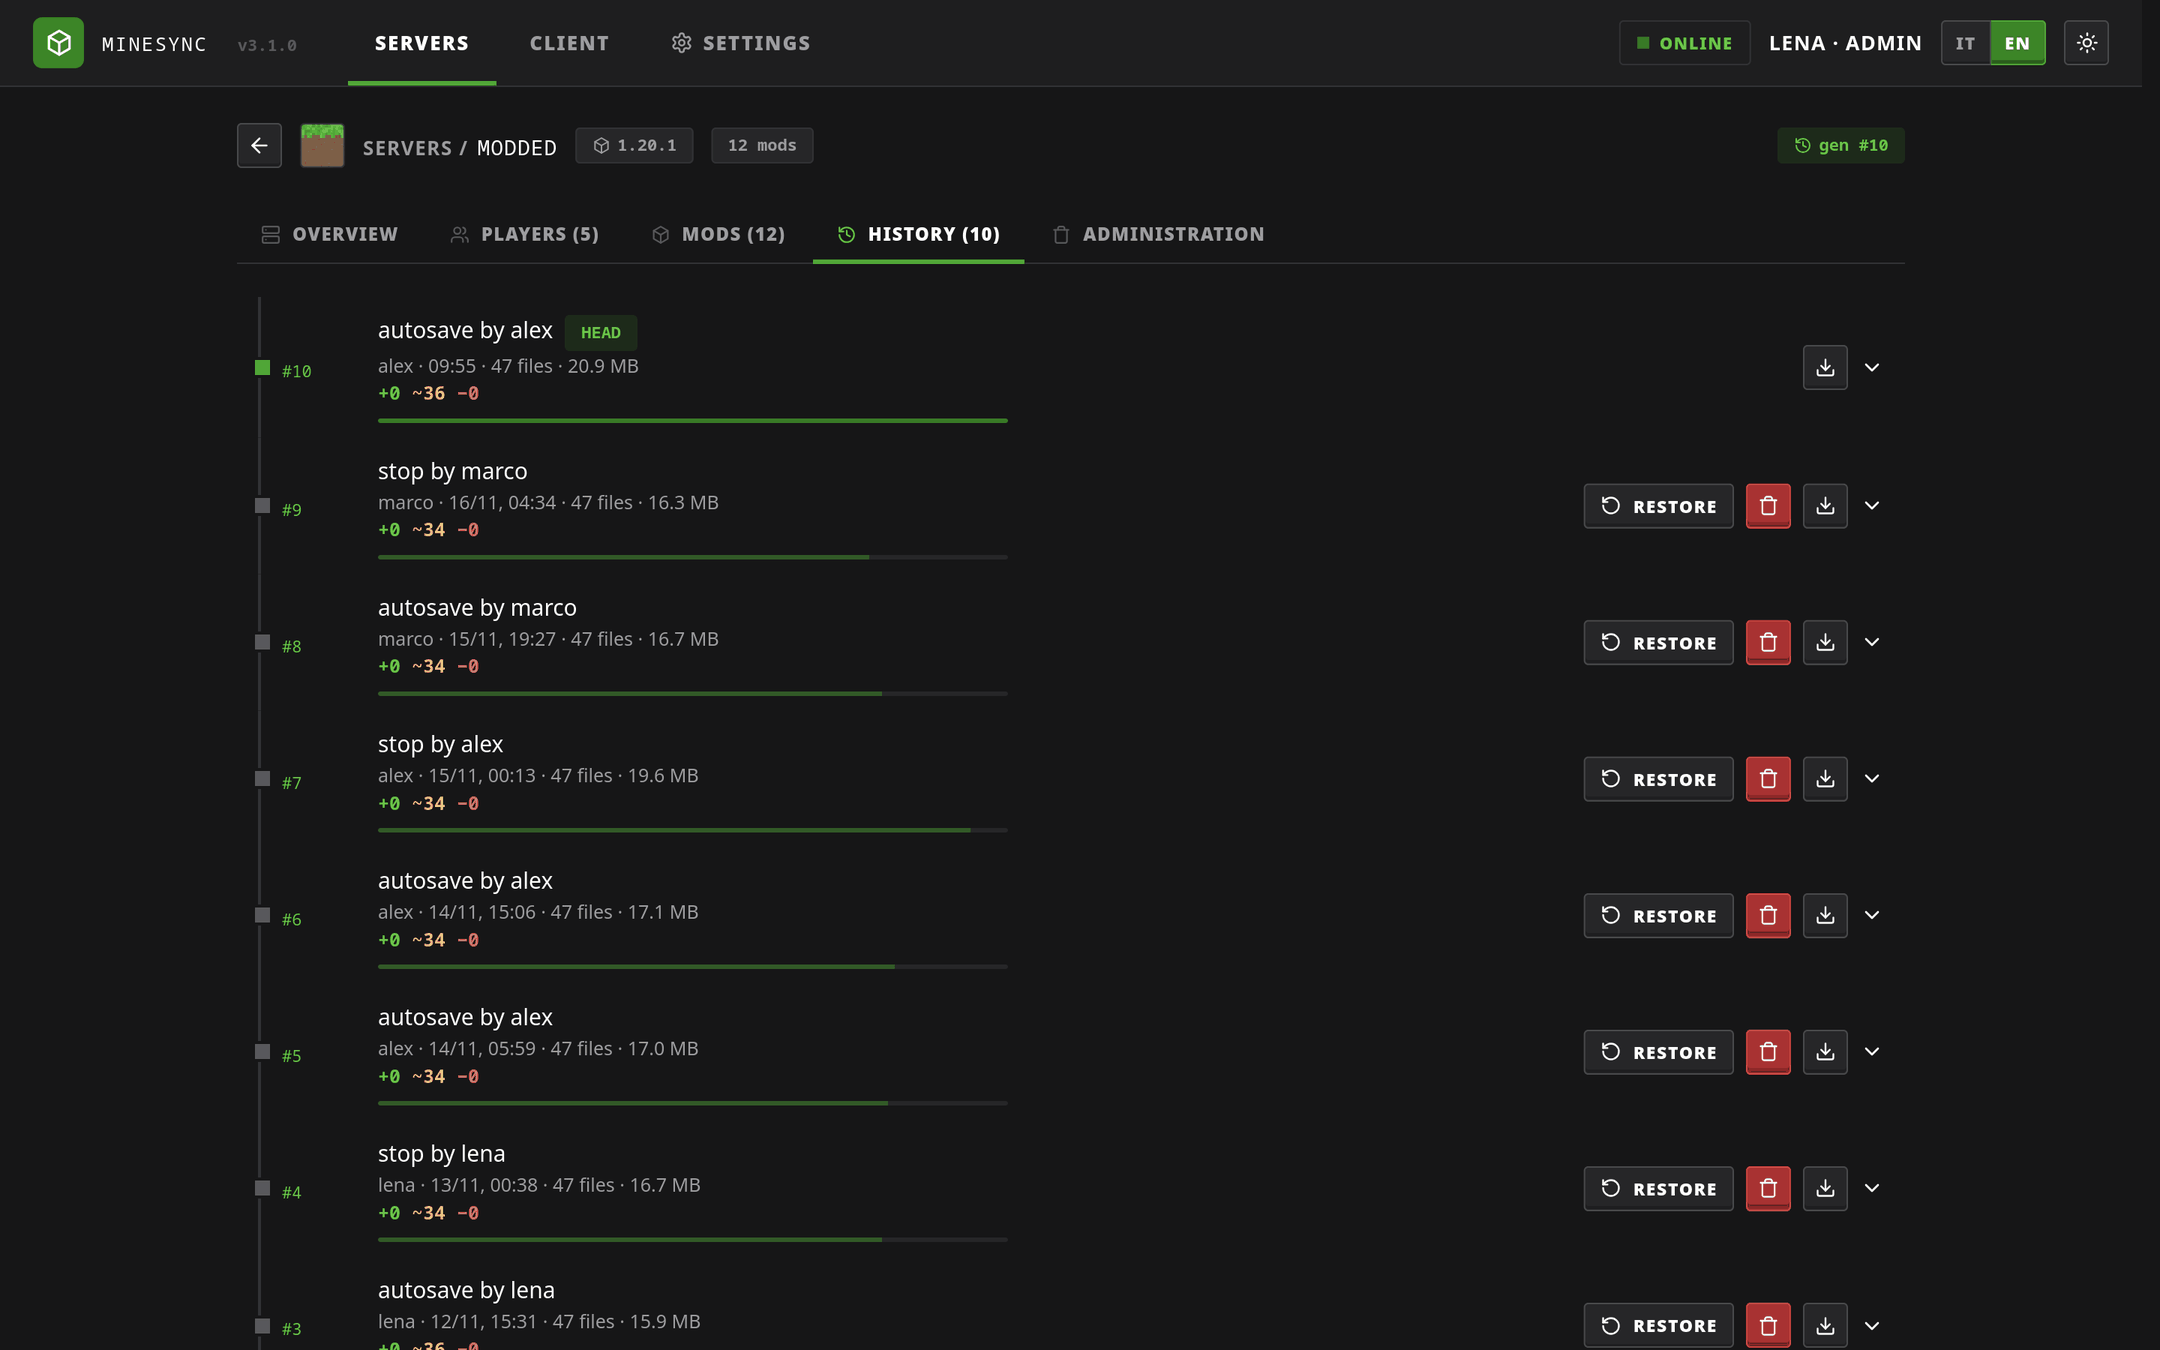 MINESYNC v3.1.0 SERVERS CLIENT SETTINGS ONLINE LENA · ADMIN IT EN
SERVERS / MODDED 1.20.1 12 mods gen #10
OVERVIEW PLAYERS (5) MODS (12) HISTORY (10) ADMINISTRATION
autosave by alex HEAD
#10 alex · 09:55 · 47 files · 20.9 MB
+0 ~36 −0
stop by marco
#9 marco · 16/11, 04:34 · 47 files · 16.3 MB RESTORE
+0 ~34 −0
autosave by marco
#8 marco · 15/11, 19:27 · 47 files · 16.7 MB RESTORE
+0 ~34 −0
stop by alex
#7 alex · 15/11, 00:13 · 47 files · 19.6 MB RESTORE
+0 ~34 −0
autosave by alex
#6 alex · 14/11, 15:06 · 47 files · 17.1 MB RESTORE
+0 ~34 −0
autosave by alex
#5 alex · 14/11, 05:59 · 47 files · 17.0 MB RESTORE
+0 ~34 −0
stop by lena
#4 lena · 13/11, 00:38 · 47 files · 16.7 MB RESTORE
+0 ~34 −0
autosave by lena
#3 lena · 12/11, 15:31 · 47 files · 15.9 MB RESTORE
+0 ~36 −0